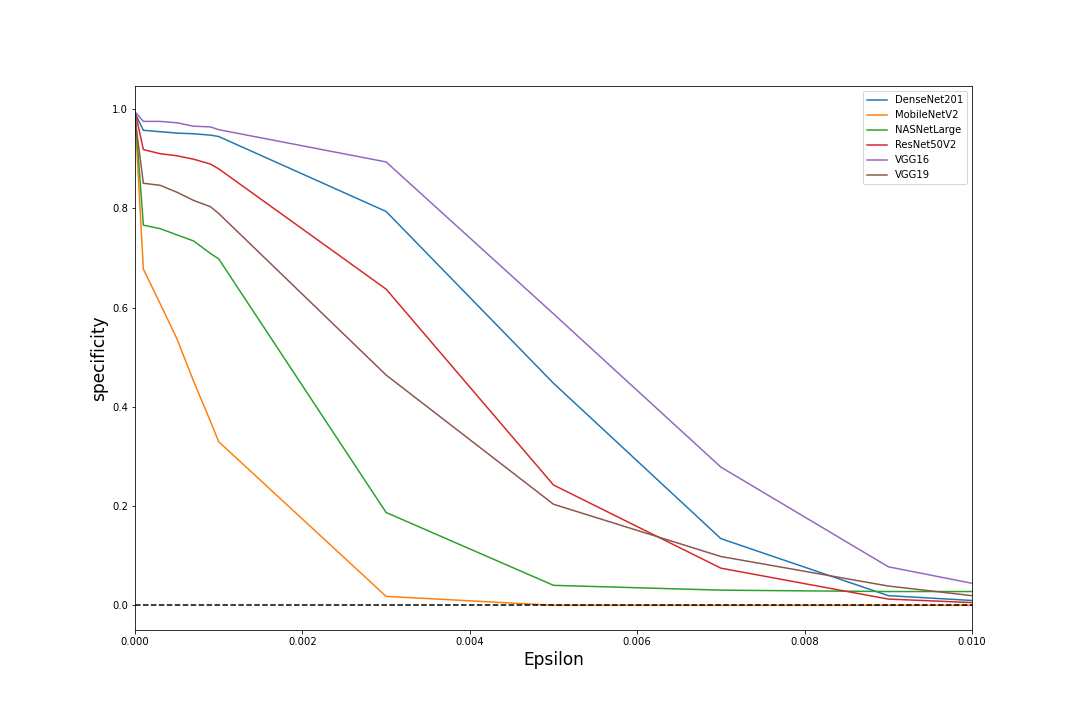 DenseNet201
MobileNetV2
NASNetLarge
ResNet50V2
VGG16
VGG19
specificity
1.0
0.8
0.6
0.4
0.2
0.0
0.000 0.002 0.004 0.006 0.008 0.010
Epsilon